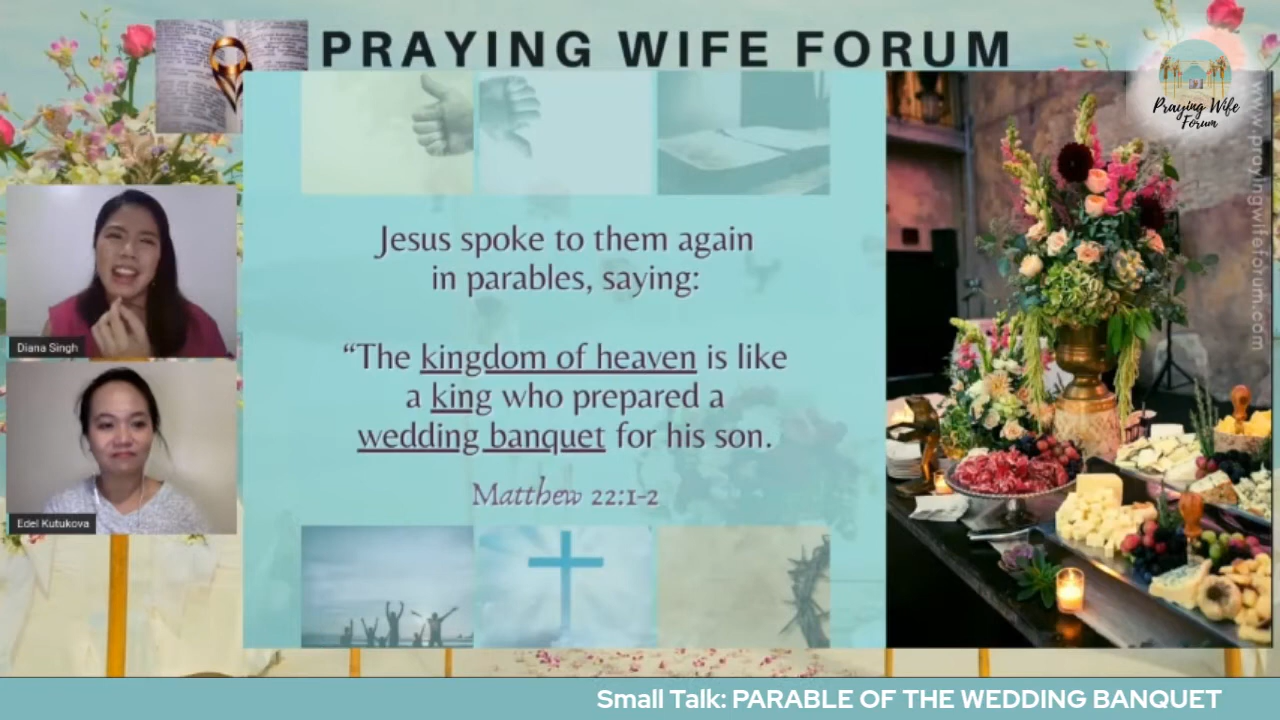 PRAYING WIFE FORUM
Praying Wife
Forum
www.prayingwifeforum.com
Diana Singh
Edel Kutukova
Jesus spoke to them again
in parables, saying:
“The kingdom of heaven is like
a king who prepared a
wedding banquet for his son.
Matthew 22:1-2
Small Talk: PARABLE OF THE WEDDING BANQUET